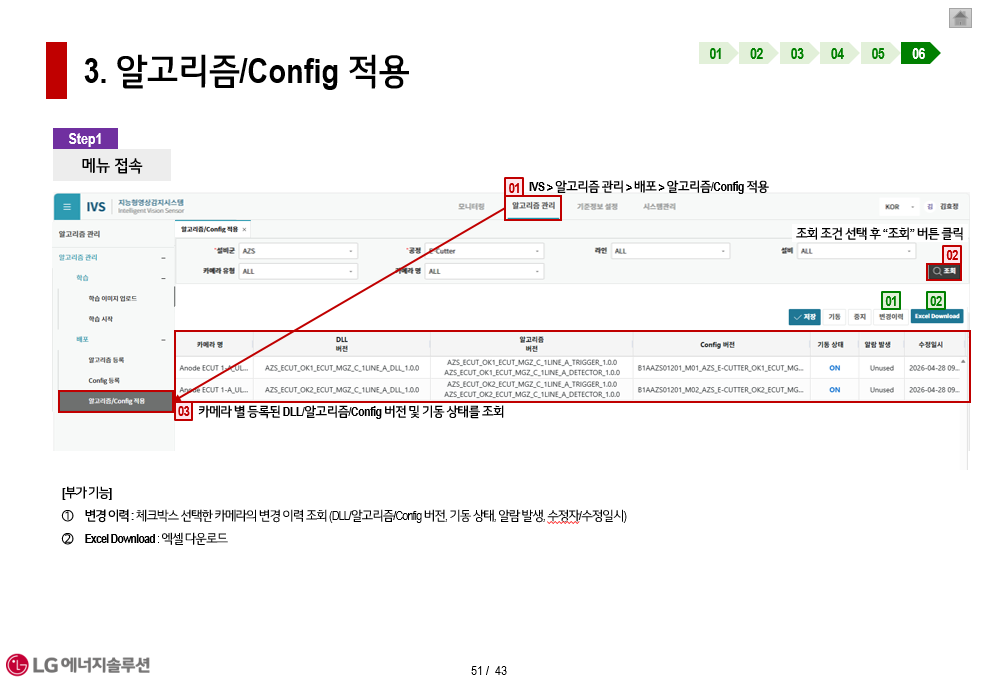 3. 알고리즘/Config 적용
01 02 03 04 05 06
Step1
메뉴 접속
01 IVS > 알고리즘 관리 > 배포 > 알고리즘/Config 적용
IVS 지능형영상감지시스템
Intelligent Vision Sensor
모니터링 알고리즘 관리 기준정보 설정 시스템관리
KOR 김효정
알고리즘 관리
알고리즘/Config 적용 ×
조회 조건 선택 후 “조회” 버튼 클릭
알고리즘 관리
*설비군 AZS *공정 E-Cutter 라인 ALL 설비 ALL
02
학습
카메라 유형 ALL 카메라 명 ALL 조회
학습 이미지 업로드
01 02
학습 시작
저장 기동 중지 변경이력 Excel Download
배포
카메라 명 DLL 버전 알고리즘 버전 Config 버전 기동 상태 알람 발생 수정일시
알고리즘 등록
Anode ECUT 1-A_UL... AZS_ECUT_OK1_ECUT_MGZ_C_1LINE_A_DLL_1.0.0 AZS_ECUT_OK1_ECUT_MGZ_C_1LINE_A_TRIGGER_1.0.0 B1AAZS01201_M01_AZS_E-CUTTER_OK1_ECUT_MG... ON Unused 2026-04-28 09...
AZS_ECUT_OK1_ECUT_MGZ_C_1LINE_A_DETECTOR_1.0.0
Config 등록
Anode ECUT 1-A_UL... AZS_ECUT_OK2_ECUT_MGZ_C_1LINE_A_DLL_1.0.0 AZS_ECUT_OK2_ECUT_MGZ_C_1LINE_A_TRIGGER_1.0.0 B1AAZS01201_M02_AZS_E-CUTTER_OK2_ECUT_MG... ON Unused 2026-04-28 09...
AZS_ECUT_OK2_ECUT_MGZ_C_1LINE_A_DETECTOR_1.0.0
알고리즘/Config 적용
03 카메라 별 등록된 DLL/알고리즘/Config 버전 및 기동 상태를 조회
[부가 기능]
① 변경 이력 : 체크박스 선택한 카메라의 변경 이력 조회 (DLL/알고리즘/Config 버전, 기동 상태, 알람 발생, 수정자/수정일시)
② Excel Download : 엑셀 다운로드
LG에너지솔루션
51 / 43